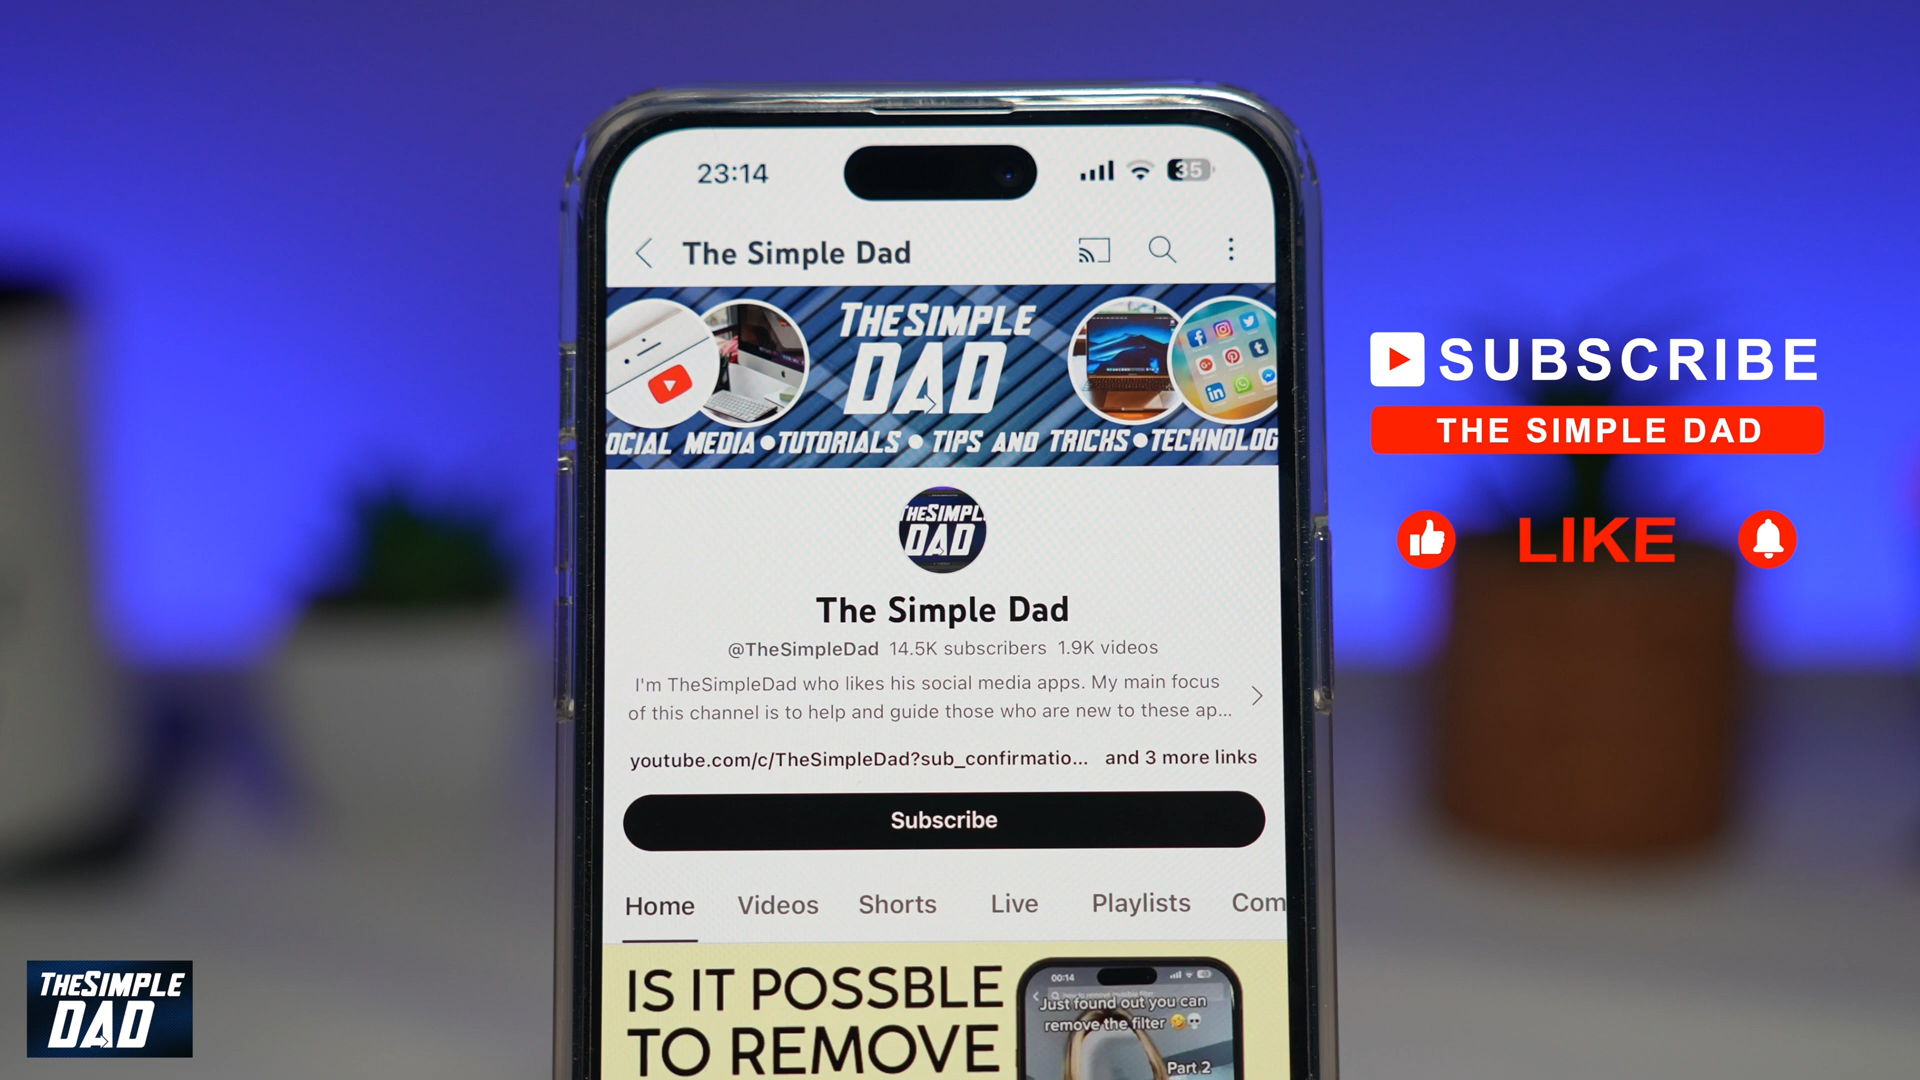 23:14
35
The Simple Dad
THESIMPLE
DAD
OCIAL MEDIA • TUTORIALS • TIPS AND TRICKS • TECHNOLOG
THESIMPL
DAD
The Simple Dad
@TheSimpleDad 14.5K subscribers 1.9K videos
I'm TheSimpleDad who likes his social media apps. My main focus
of this channel is to help and guide those who are new to these ap...
youtube.com/c/TheSimpleDad?sub_confirmatio... and 3 more links
Subscribe
Home Videos Shorts Live Playlists Com
IS IT POSSBLE
TO REMOVE
00:14
Just found out you can
remove the filter 🤣💀
Part 2
SUBSCRIBE
THE SIMPLE DAD
LIKE
THESIMPLE
DAD